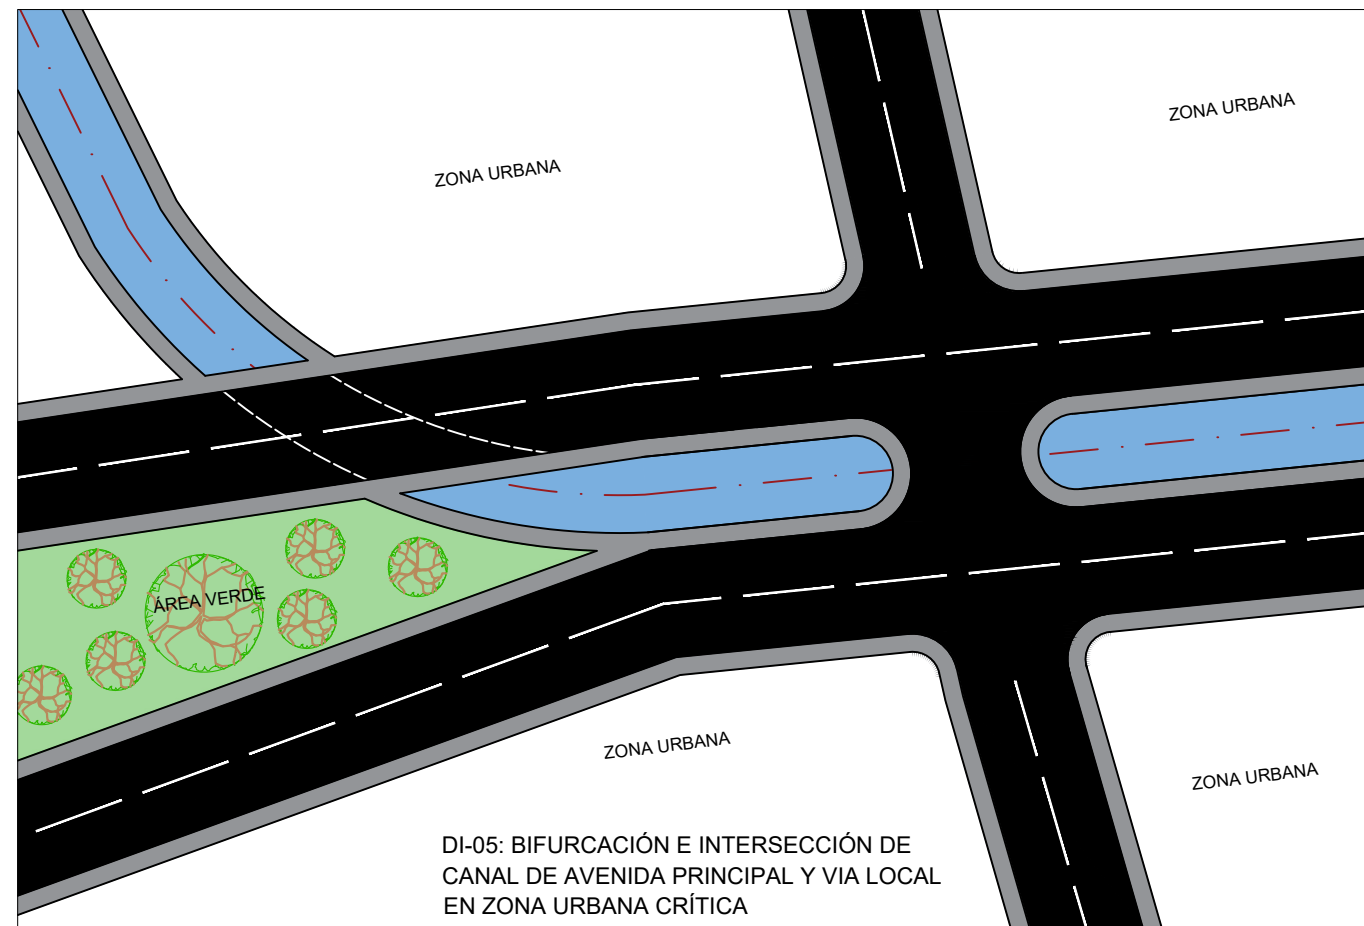 ZONA URBANA
ZONA URBANA
ÁREA VERDE
ZONA URBANA
ZONA URBANA
DI-05: BIFURCACIÓN E INTERSECCIÓN DE
CANAL DE AVENIDA PRINCIPAL Y VIA LOCAL
EN ZONA URBANA CRÍTICA